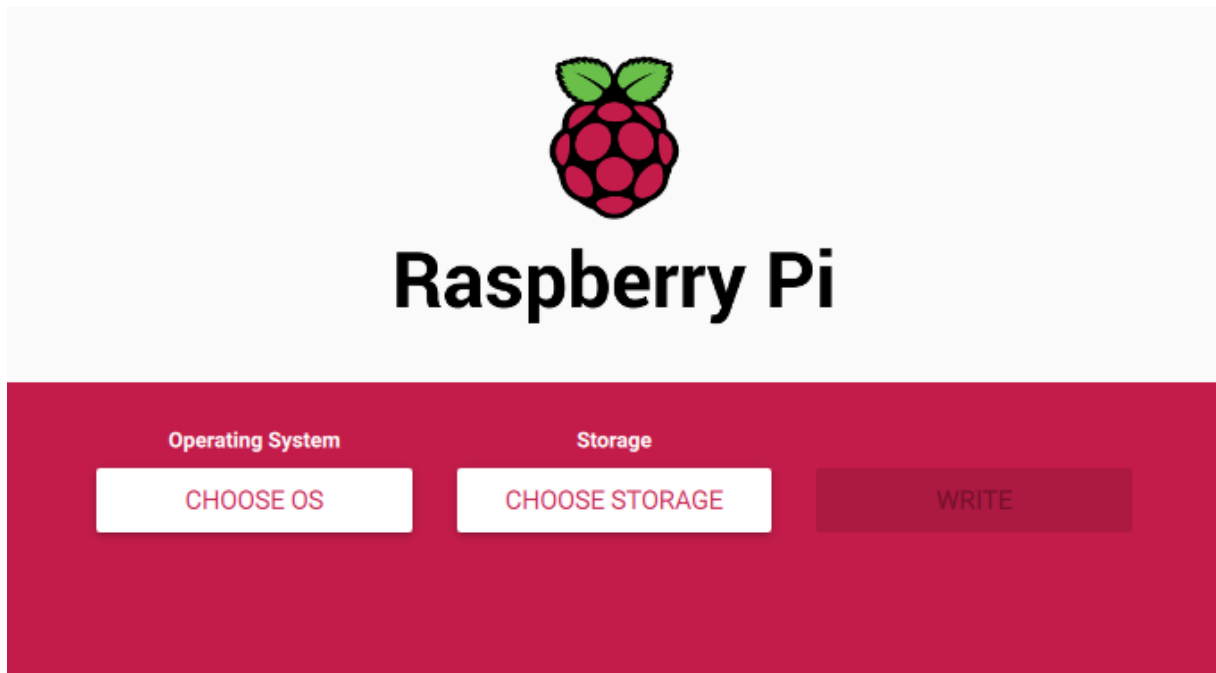 Raspberry Pi
Operating System
Storage
CHOOSE OS
CHOOSE STORAGE
WRITE